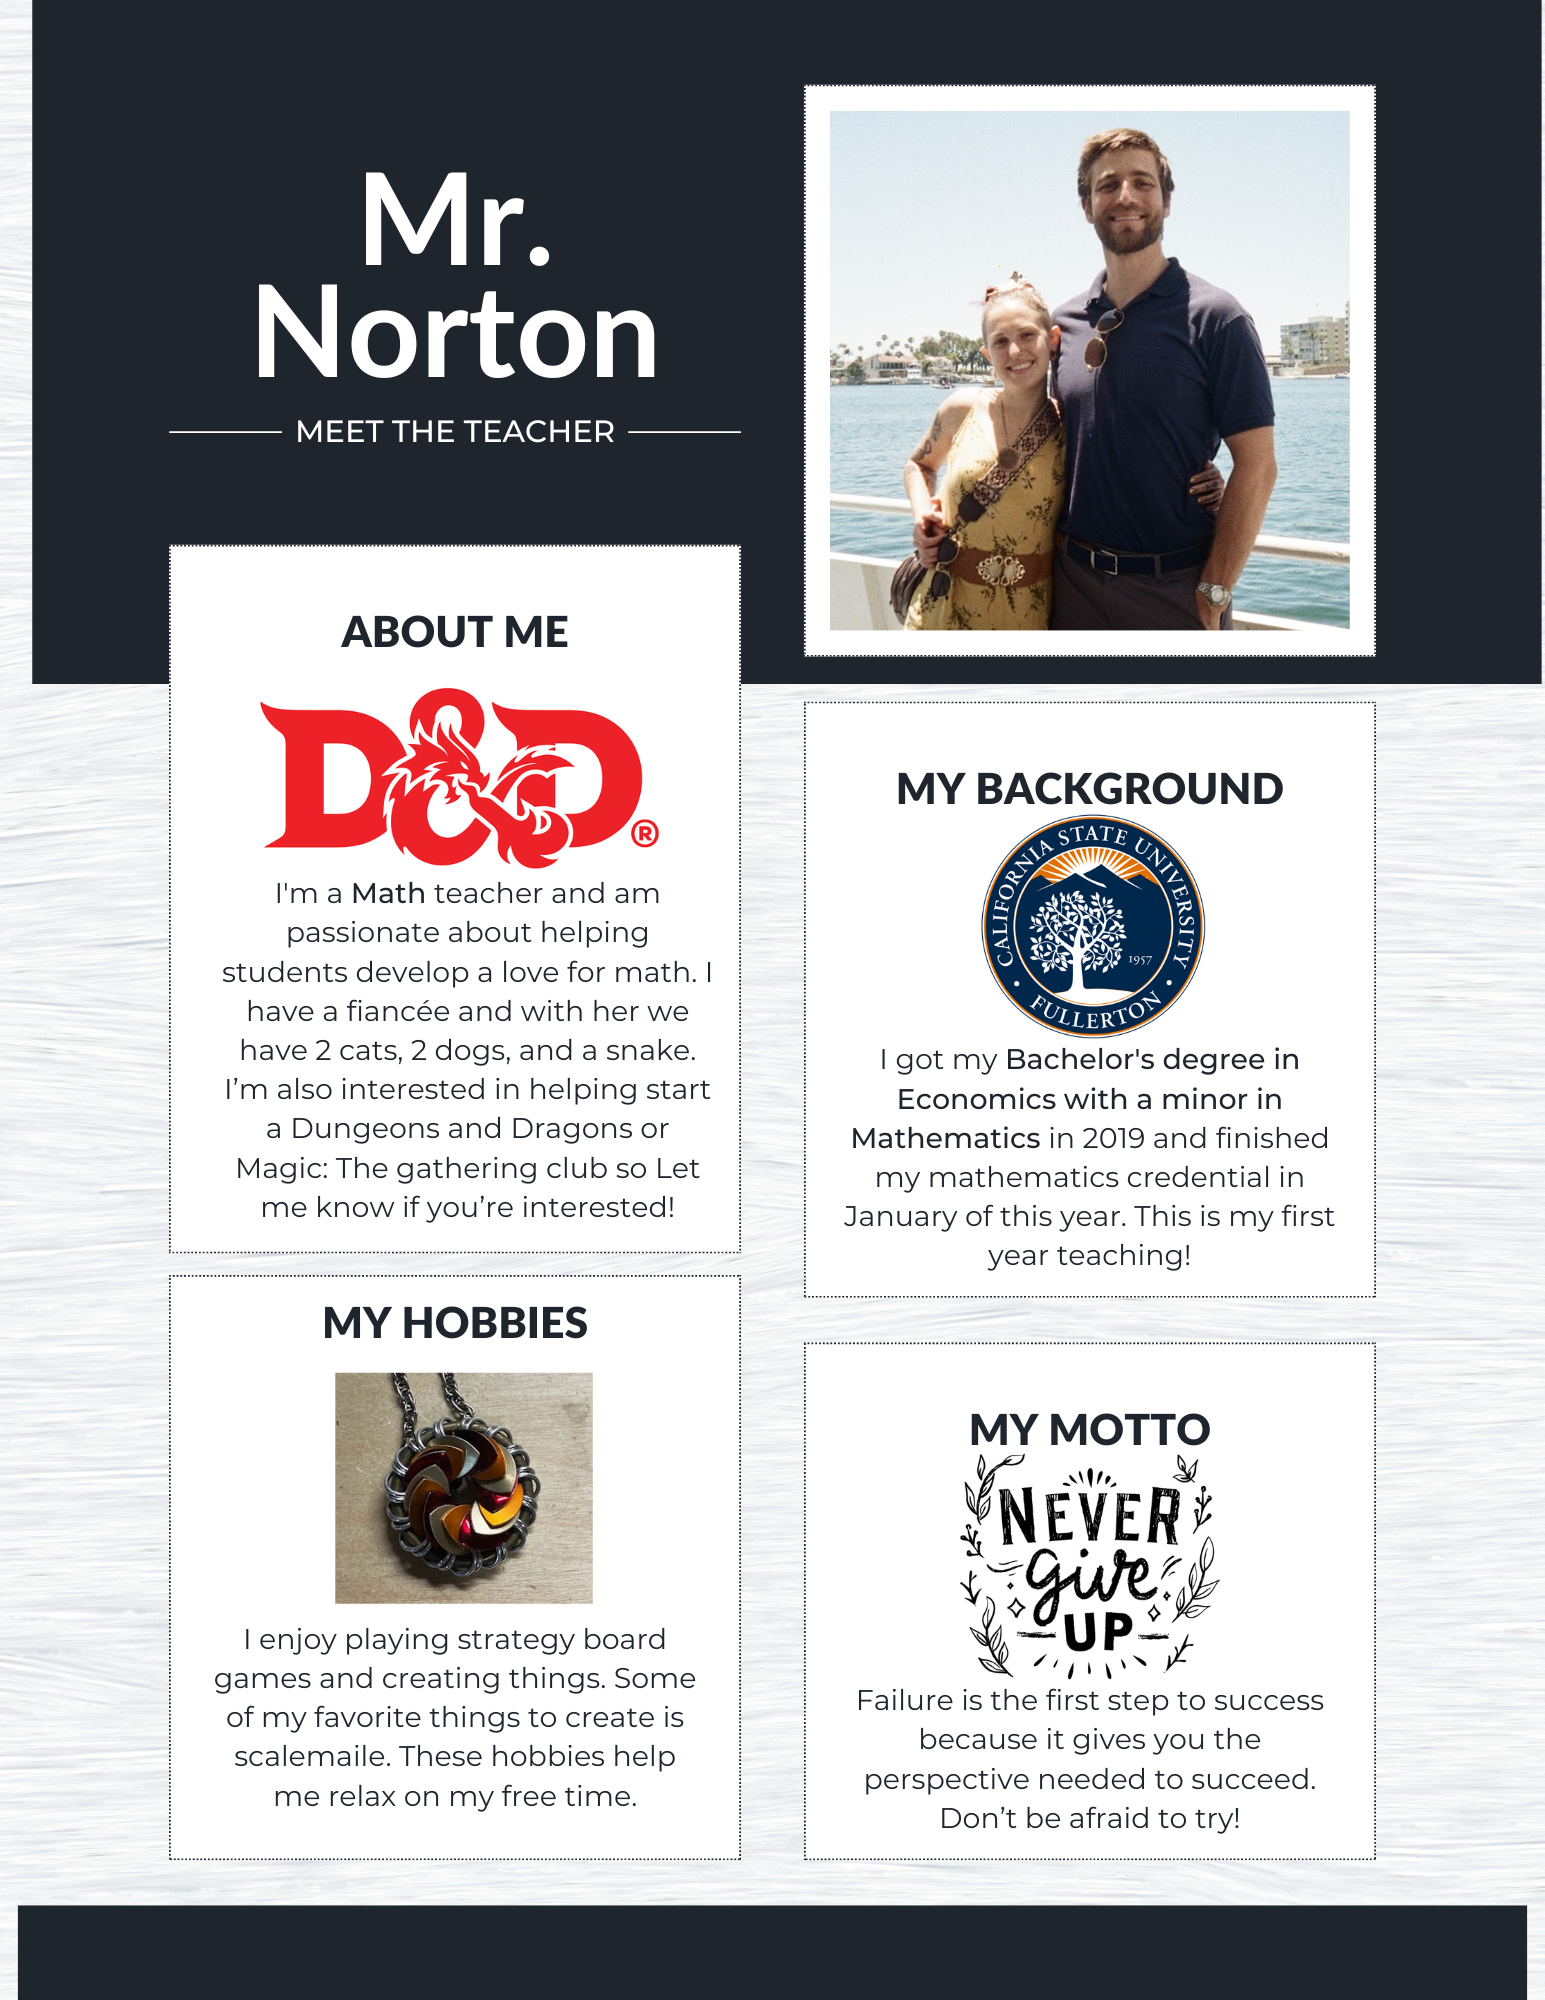 Mr.
Norton
MEET THE TEACHER
ABOUT ME
D&D®
I'm a Math teacher and am
passionate about helping
students develop a love for math. I
have a fiancée and with her we
have 2 cats, 2 dogs, and a snake.
I’m also interested in helping start
a Dungeons and Dragons or
Magic: The gathering club so Let
me know if you’re interested!
MY HOBBIES
I enjoy playing strategy board
games and creating things. Some
of my favorite things to create is
scalemaile. These hobbies help
me relax on my free time.
MY BACKGROUND
CALIFORNIA STATE UNIVERSITY
1957
• FULLERTON •
I got my Bachelor's degree in
Economics with a minor in
Mathematics in 2019 and finished
my mathematics credential in
January of this year. This is my first
year teaching!
MY MOTTO
NEVER
give
UP
Failure is the first step to success
because it gives you the
perspective needed to succeed.
Don’t be afraid to try!